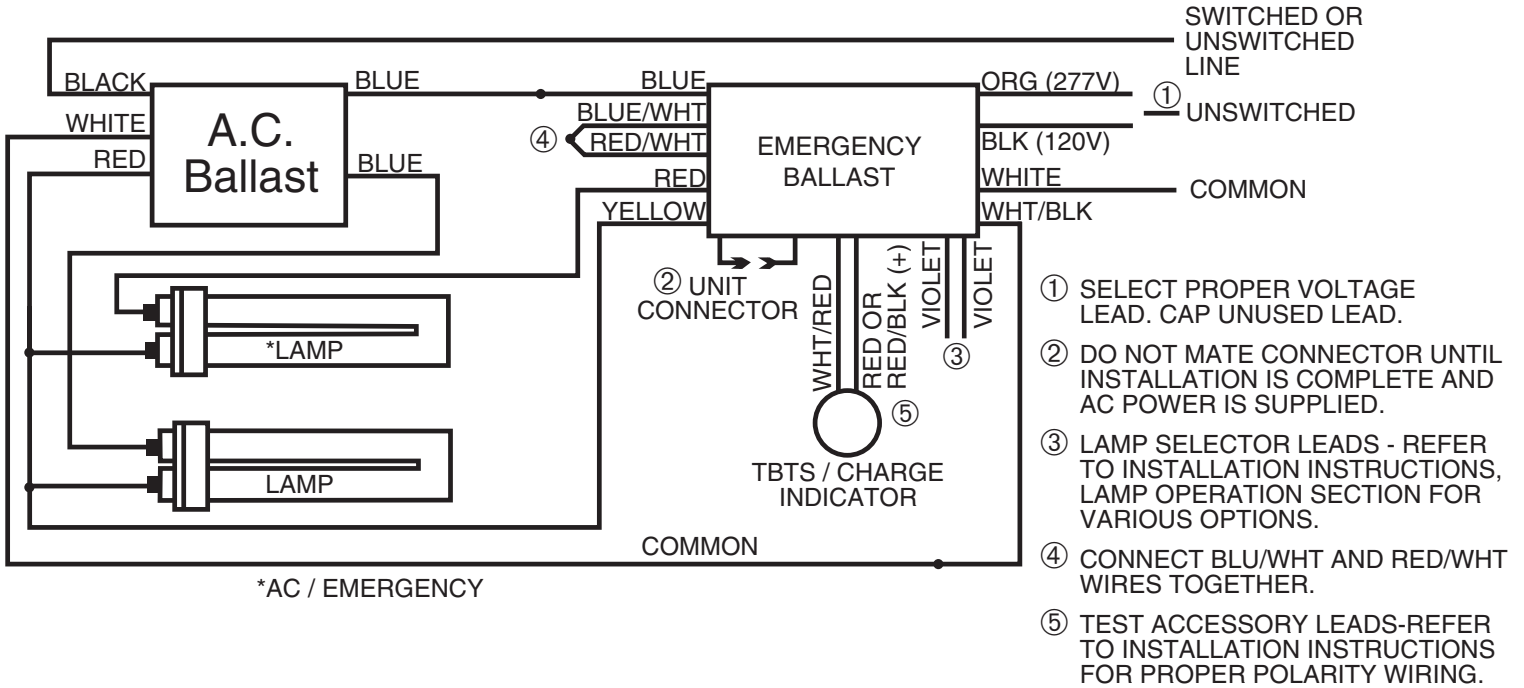 SWITCHED OR
UNSWITCHED
LINE
BLACK
BLUE
BLUE
ORG (277V)
①
UNSWITCHED
WHITE
A.C.
Ballast
BLUE/WHT
④
RED/WHT
EMERGENCY
BALLAST
BLK (120V)
RED
BLUE
RED
WHITE
COMMON
YELLOW
WHT/BLK
② UNIT
CONNECTOR
WHT/RED
RED OR
RED/BLK (+)
VIOLET
VIOLET
③
*LAMP
⑤
TBTS / CHARGE
INDICATOR
LAMP
COMMON
*AC / EMERGENCY
① SELECT PROPER VOLTAGE
LEAD. CAP UNUSED LEAD.
② DO NOT MATE CONNECTOR UNTIL
INSTALLATION IS COMPLETE AND
AC POWER IS SUPPLIED.
③ LAMP SELECTOR LEADS - REFER
TO INSTALLATION INSTRUCTIONS,
LAMP OPERATION SECTION FOR
VARIOUS OPTIONS.
④ CONNECT BLU/WHT AND RED/WHT
WIRES TOGETHER.
⑤ TEST ACCESSORY LEADS-REFER
TO INSTALLATION INSTRUCTIONS
FOR PROPER POLARITY WIRING.